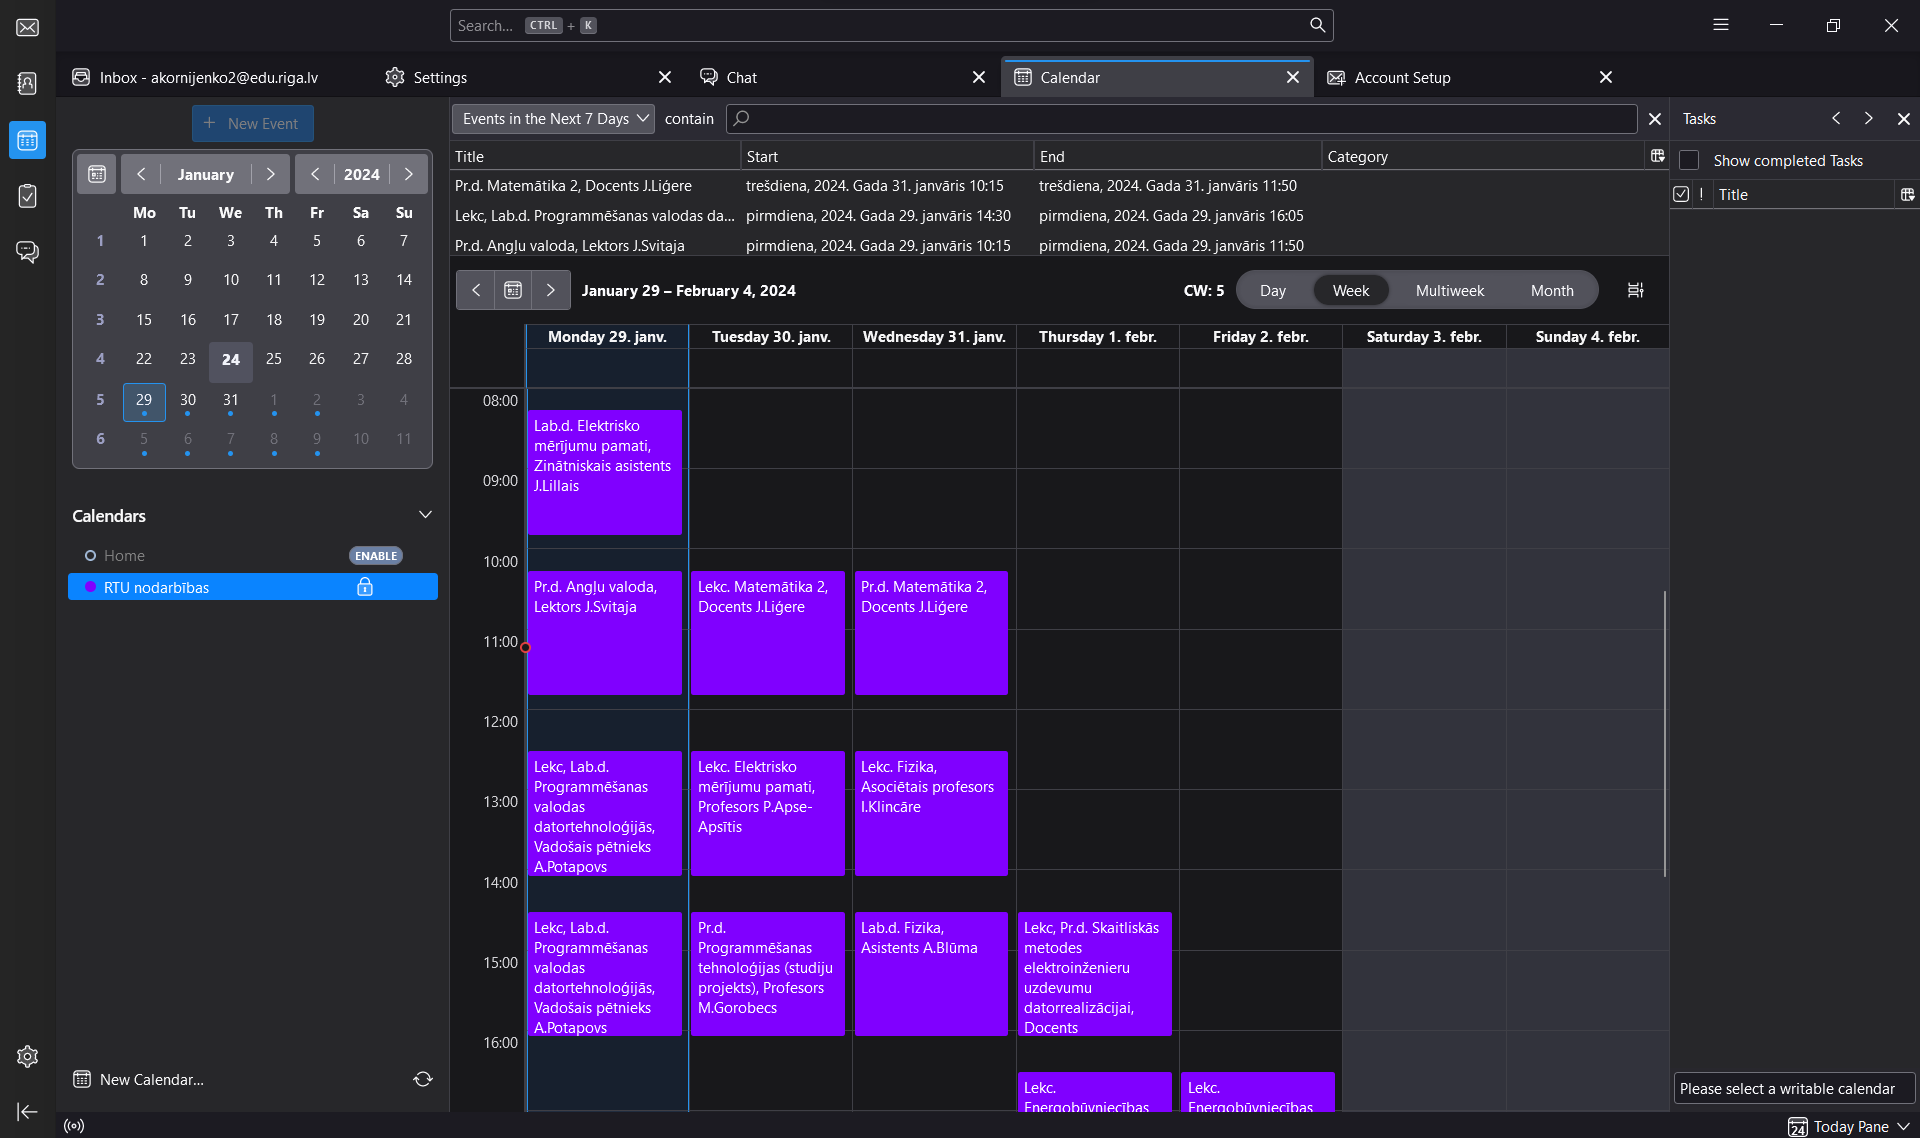 Search... CTRL + K
Inbox - akornijenko2@edu.riga.lv
Settings
Chat
Calendar
Account Setup
+ New Event
January 2024
Mo Tu We Th Fr Sa Su
1 1 2 3 4 5 6 7
2 8 9 10 11 12 13 14
3 15 16 17 18 19 20 21
4 22 23 24 25 26 27 28
5 29 30 31 1 2 3 4
6 5 6 7 8 9 10 11
Calendars
Home ENABLE
RTU nodarbības
New Calendar...
Events in the Next 7 Days contain
Title Start End Category
Pr.d. Matemātika 2, Docents J.Liģere trešdiena, 2024. Gada 31. janvāris 10:15 trešdiena, 2024. Gada 31. janvāris 11:50
Lekc, Lab.d. Programmēšanas valodas da... pirmdiena, 2024. Gada 29. janvāris 14:30 pirmdiena, 2024. Gada 29. janvāris 16:05
Pr.d. Angļu valoda, Lektors J.Svitaja pirmdiena, 2024. Gada 29. janvāris 10:15 pirmdiena, 2024. Gada 29. janvāris 11:50
January 29 – February 4, 2024
CW: 5 Day Week Multiweek Month
Monday 29. janv. Tuesday 30. janv. Wednesday 31. janv. Thursday 1. febr. Friday 2. febr. Saturday 3. febr. Sunday 4. febr.
08:00
Lab.d. Elektrisko
mērījumu pamati,
Zinātniskais asistents
J.Lillais
09:00
10:00
Pr.d. Angļu valoda,
Lektors J.Svitaja
Lekc. Matemātika 2,
Docents J.Liģere
Pr.d. Matemātika 2,
Docents J.Liģere
11:00
12:00
Lekc, Lab.d.
Programmēšanas
valodas
datortehnoloģijās,
Vadošais pētnieks
A.Potapovs
Lekc. Elektrisko
mērījumu pamati,
Profesors P.Apse-
Apsītis
Lekc. Fizika,
Asociētais profesors
I.Klincāre
13:00
14:00
Lekc, Lab.d.
Programmēšanas
valodas
datortehnoloģijās,
Vadošais pētnieks
A.Potapovs
Pr.d.
Programmēšanas
tehnoloģijas (studiju
projekts), Profesors
M.Gorobecs
Lab.d. Fizika,
Asistents A.Blūma
Lekc, Pr.d. Skaitliskās
metodes
elektroinženieru
uzdevumu
datorrealizācijai,
Docents
15:00
16:00
Lekc.
Energobūvniecības
Lekc.
Energobūvniecības
Tasks
Show completed Tasks
! Title
Please select a writable calendar
24 Today Pane